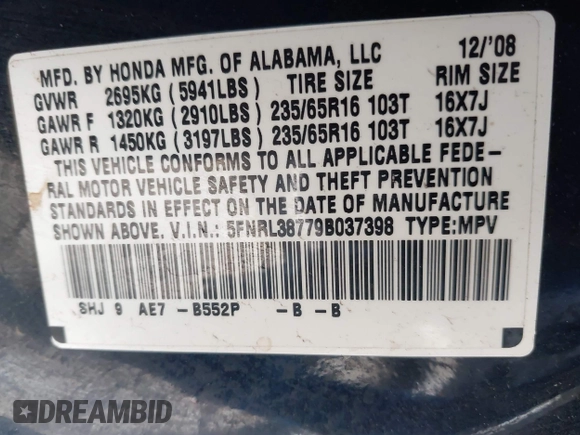 MFD. BY HONDA MFG. OF ALABAMA, LLC 12/'08
GVWR 2695KG (5941LBS) TIRE SIZE RIM SIZE
GAWR F 1320KG (2910LBS) 235/65R16 103T 16X7J
GAWR R 1450KG (3197LBS) 235/65R16 103T 16X7J
THIS VEHICLE CONFORMS TO ALL APPLICABLE FEDE-
RAL MOTOR VEHICLE SAFETY AND THEFT PREVENTION
STANDARDS IN EFFECT ON THE DATE OF MANUFACTURE
SHOWN ABOVE. V.I.N.: 5FNRL38779B037398 TYPE:MPV
SHJ 9 AE7 -B552P -B -B
DREAMBID